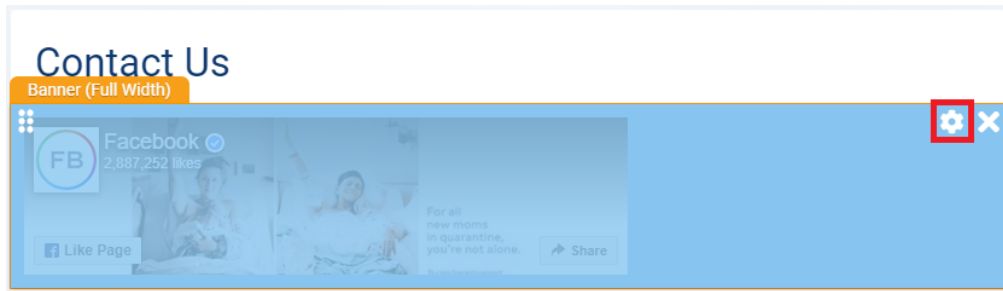 Contact Us
Banner (Full Width)
FB
Facebook
2,887,252 likes
For all
new moms
in quarantine,
you're not alone.
Like Page
Share